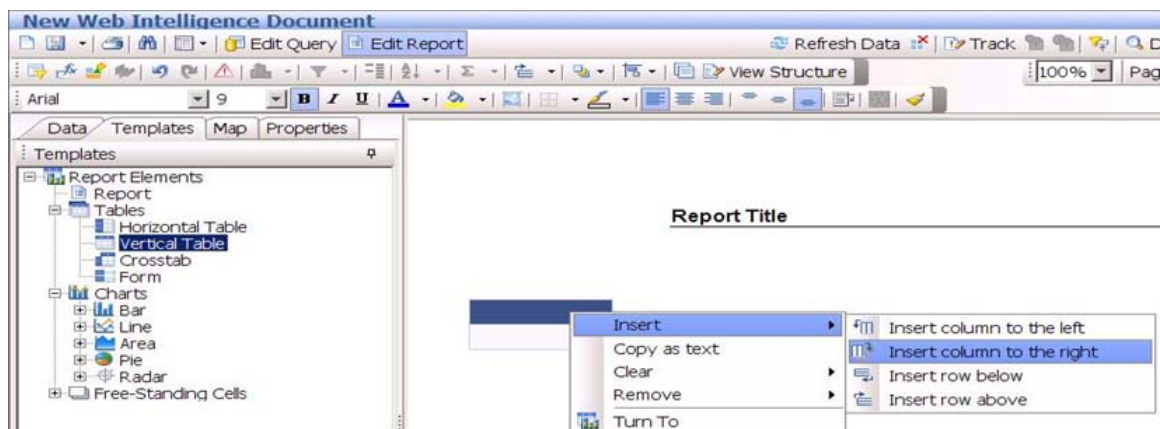 New Web Intelligence Document
Edit Query Edit Report Refresh Data Track D
View Structure 100% Pag
Arial 9 B I U A
Data Templates Map Properties
Templates
Report Elements
Report
Tables
Horizontal Table
Vertical Table
Crosstab
Form
Charts
Bar
Line
Area
Pie
Radar
Free-Standing Cells
Report Title
Insert
Copy as text
Clear
Remove
Turn To
Insert column to the left
Insert column to the right
Insert row below
Insert row above